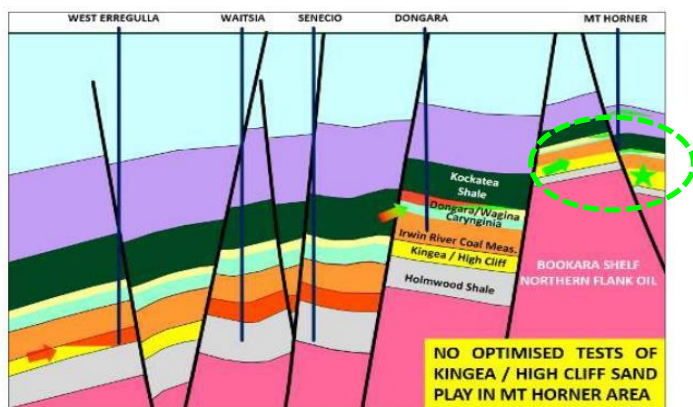 WEST ERREGULLA WAITSIA SENECIO DONGARA MT HORNER
Kockatea
Shale
Dongara/Wagina
Carynginia
Irwin River Coal Meas.
Kingea / High Cliff
Holmwood Shale
BOOKARA SHELF
NORTHERN FLANK OIL
NO OPTIMISED TESTS OF
KINGEA / HIGH CLIFF SAND
PLAY IN MT HORNER AREA